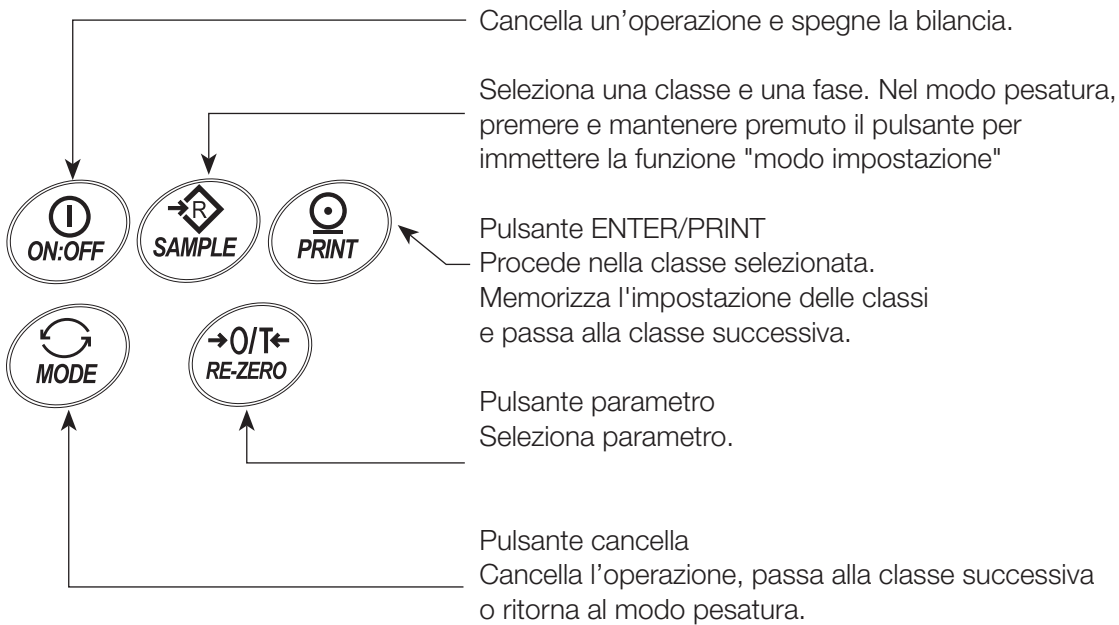 Cancella un’operazione e spegne la bilancia.
Seleziona una classe e una fase. Nel modo pesatura,
premere e mantenere premuto il pulsante per
immettere la funzione "modo impostazione"
ON:OFF
R
SAMPLE
PRINT
Pulsante ENTER/PRINT
Procede nella classe selezionata.
Memorizza l'impostazione delle classi
e passa alla classe successiva.
MODE
→0/T←
RE-ZERO
Pulsante parametro
Seleziona parametro.
Pulsante cancella
Cancella l’operazione, passa alla classe successiva
o ritorna al modo pesatura.